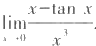 lim x→0 (x − tan x) / x³.